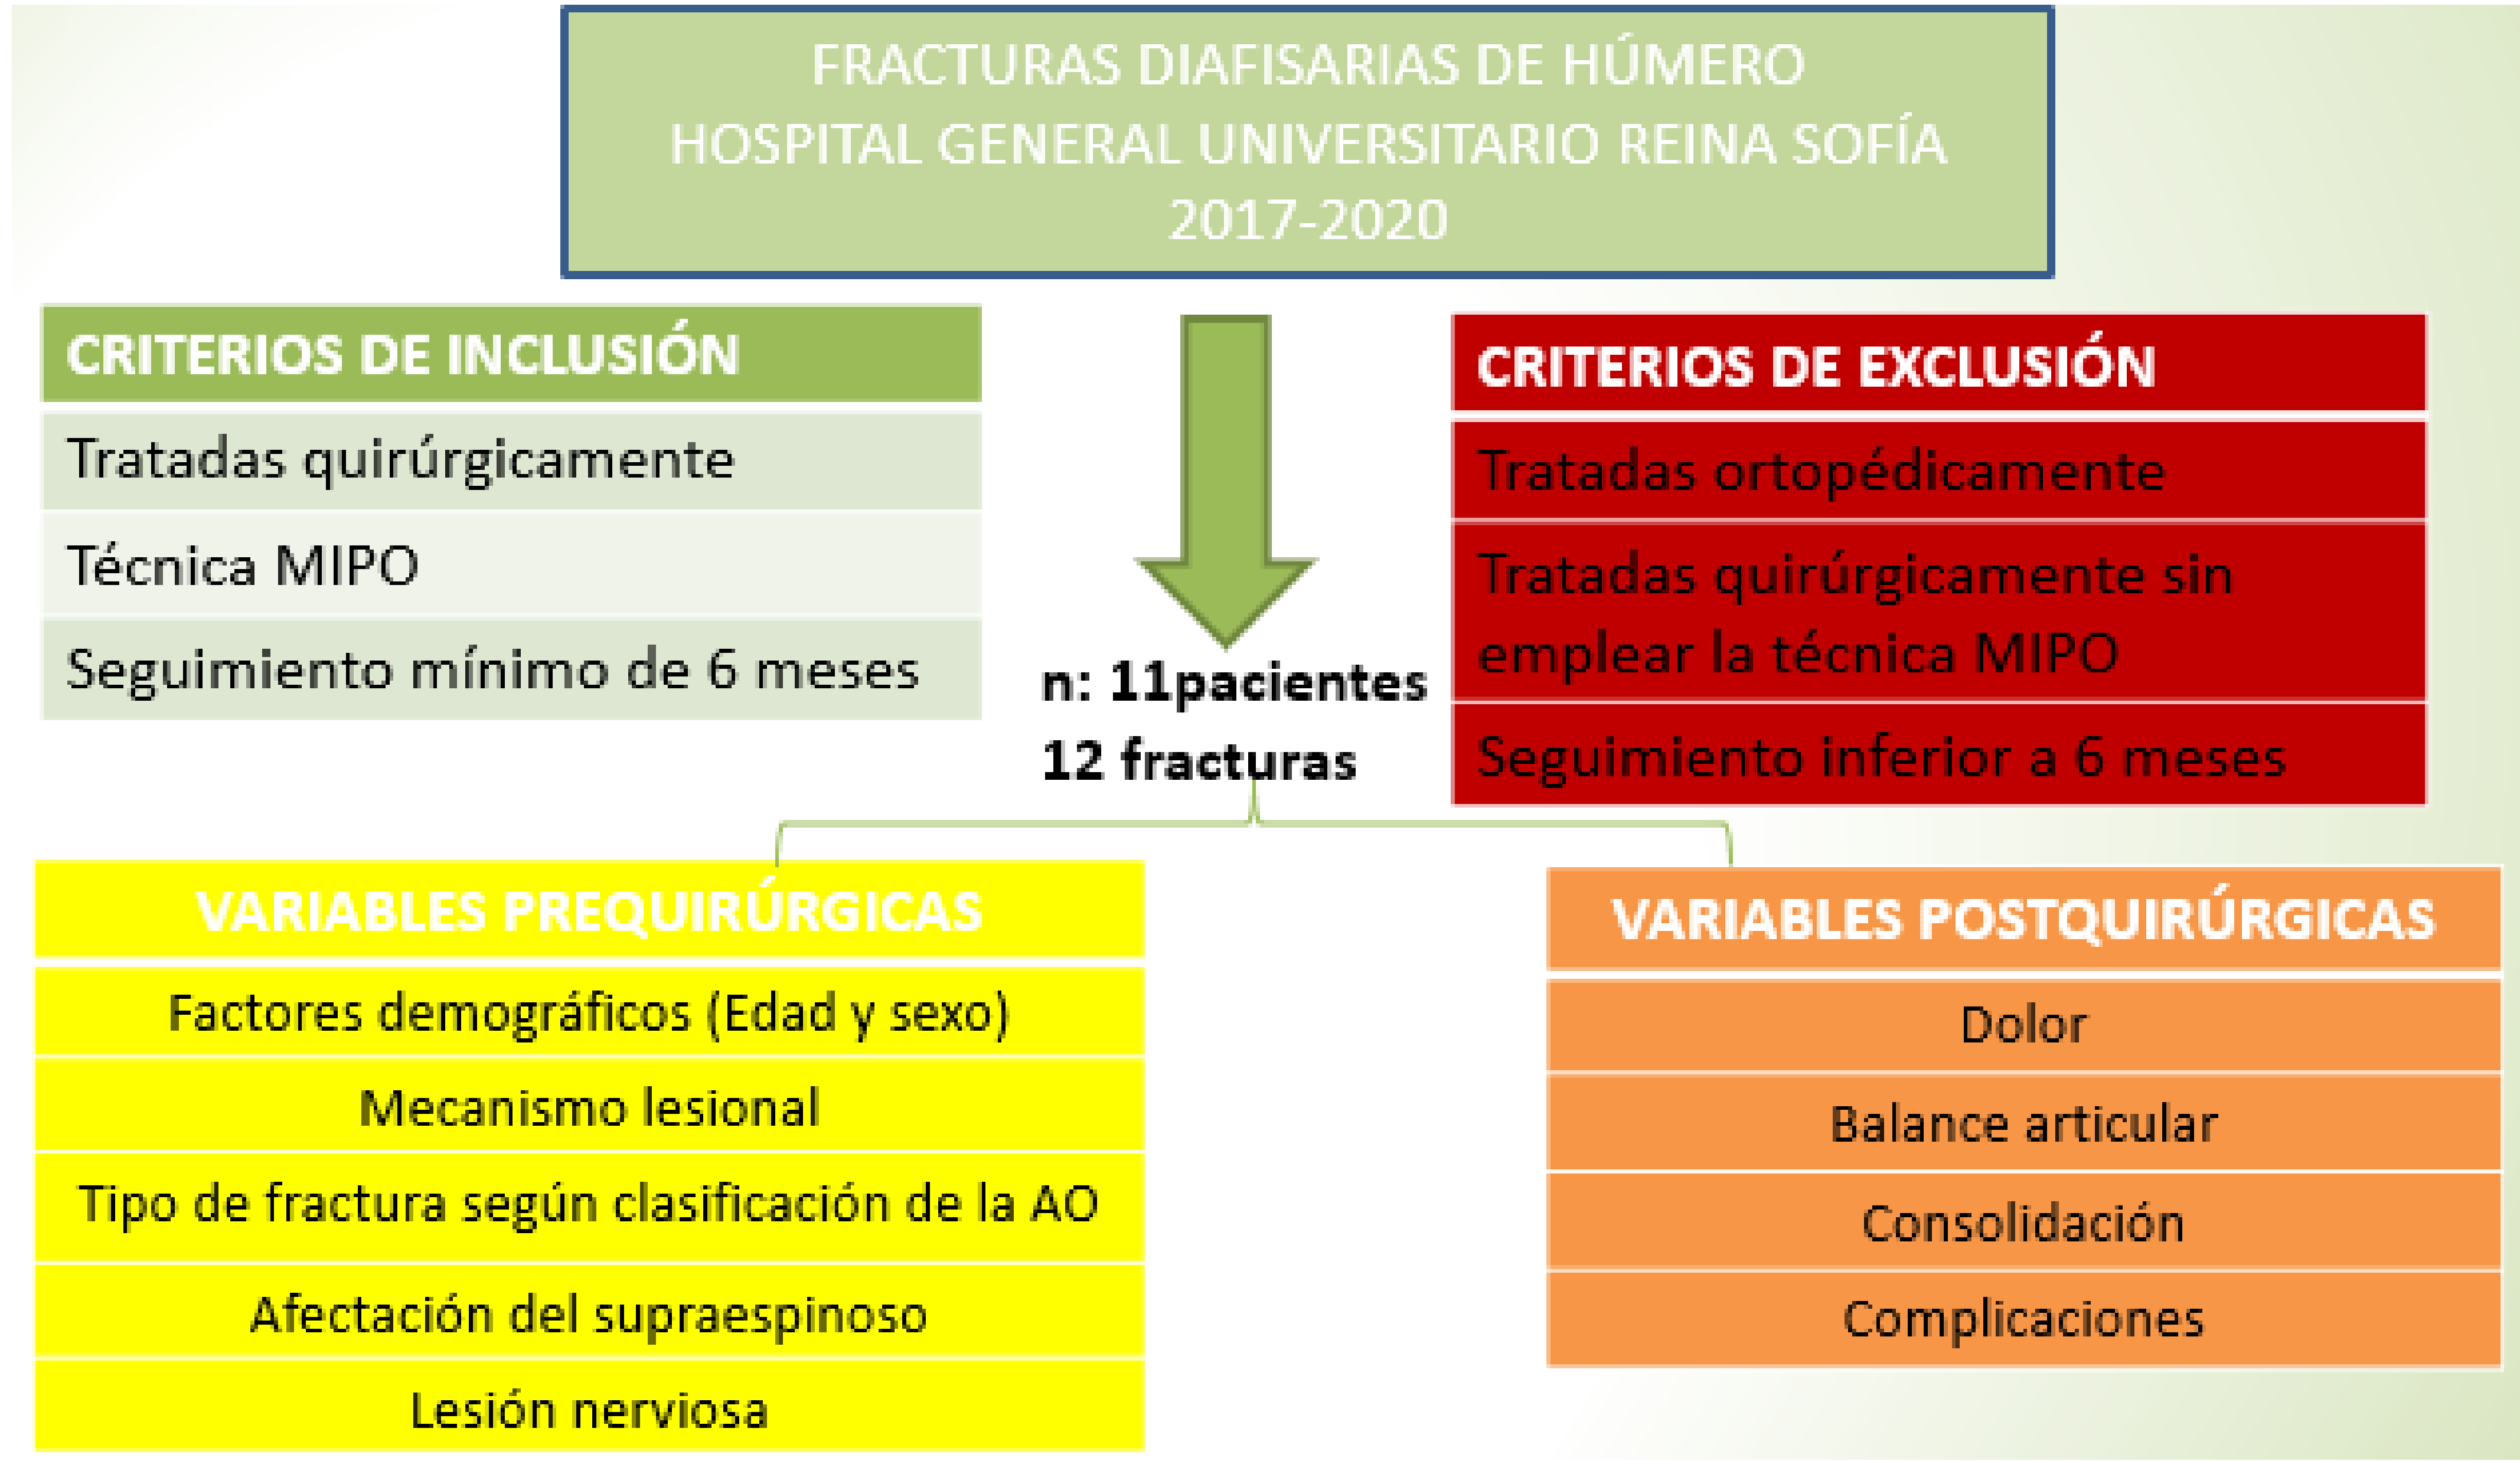 FRACTURAS DIAFISARIAS DE HÚMERO
HOSPITAL GENERAL UNIVERSITARIO REINA SOFÍA
2017-2020
CRITERIOS DE INCLUSIÓN
Tratadas quirúrgicamente
Técnica MIPO
Seguimiento mínimo de 6 meses
n: 11pacientes
12 fracturas
CRITERIOS DE EXCLUSIÓN
Tratadas ortopédicamente
Tratadas quirúrgicamente sin
emplear la técnica MIPO
Seguimiento inferior a 6 meses
VARIABLES PREQUIRÚRGICAS
Factores demográficos (Edad y sexo)
Mecanismo lesional
Tipo de fractura según clasificación de la AO
Afectación del supraespinoso
Lesión nerviosa
VARIABLES POSTQUIRÚRGICAS
Dolor
Balance articular
Consolidación
Complicaciones